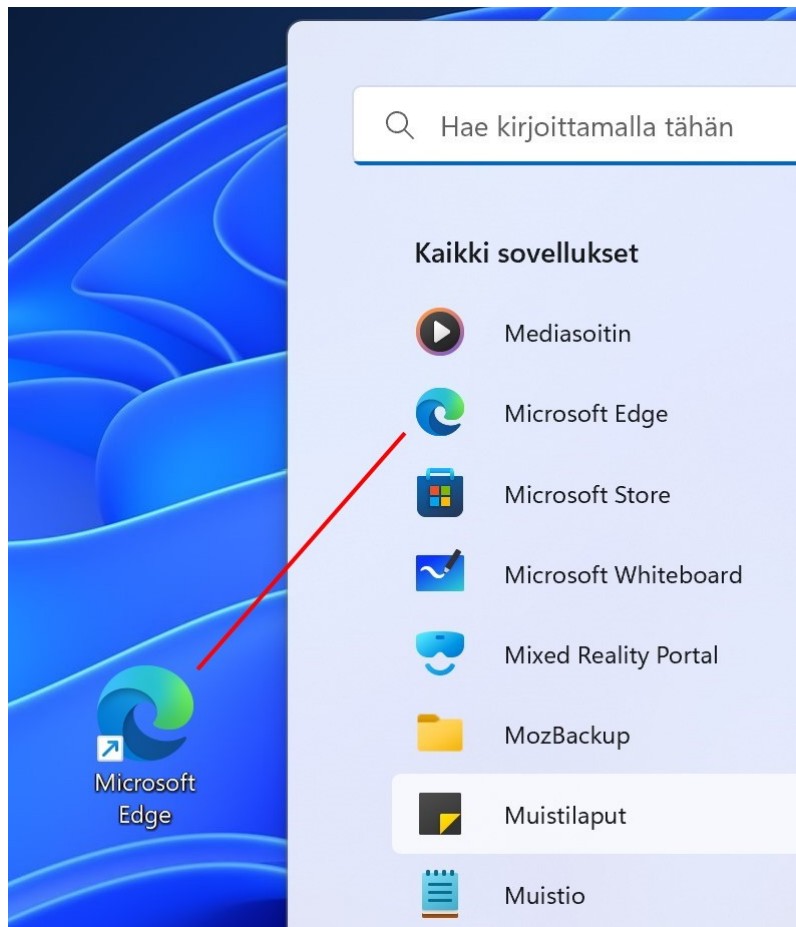 Hae kirjoittamalla tähän
Kaikki sovellukset
Mediasoitin
Microsoft Edge
Microsoft Store
Microsoft Whiteboard
Mixed Reality Portal
MozBackup
Muistilaput
Muistio
Microsoft
Edge